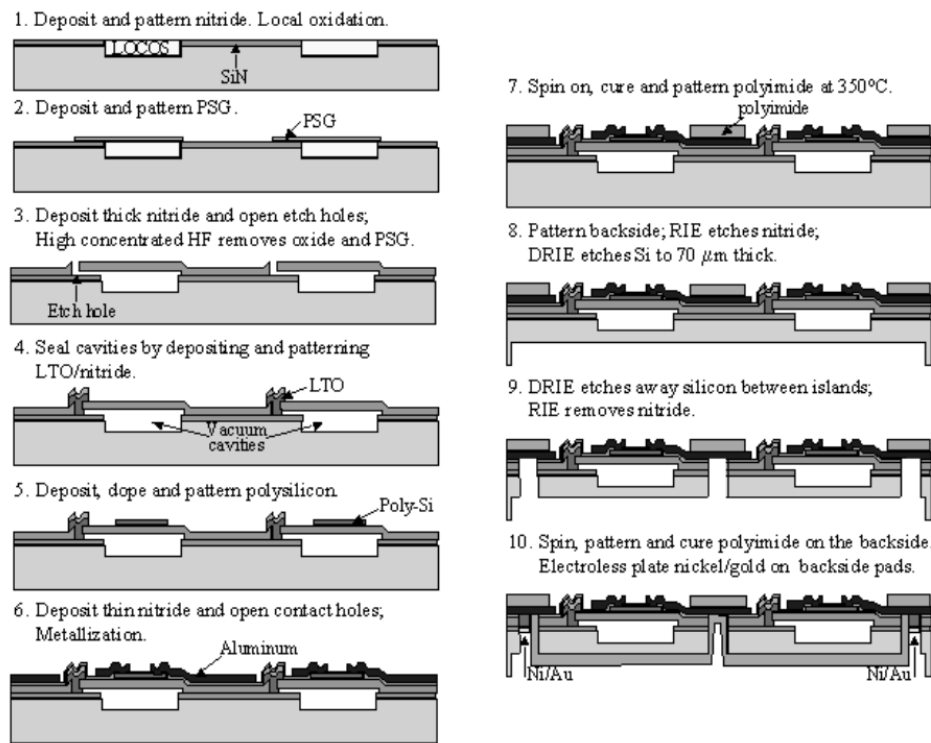 1. Deposit and pattern nitride. Local oxidation.
LOCOS
SiN
2. Deposit and pattern PSG.
PSG
3. Deposit thick nitride and open etch holes;
High concentrated HF removes oxide and PSG.
Etch hole
4. Seal cavities by depositing and patterning
LTO/nitride.
LTO
Vacuum
cavities
5. Deposit, dope and pattern polysilicon.
Poly-Si
6. Deposit thin nitride and open contact holes;
Metallization.
Aluminum
7. Spin on, cure and pattern polyimide at 350°C.
polyimide
8. Pattern backside; RIE etches nitride;
DRIE etches Si to 70 μm thick.
9. DRIE etches away silicon between islands;
RIE removes nitride.
10. Spin, pattern and cure polyimide on the backside.
Electroless plate nickel/gold on backside pads.
Ni/Au
Ni/Au